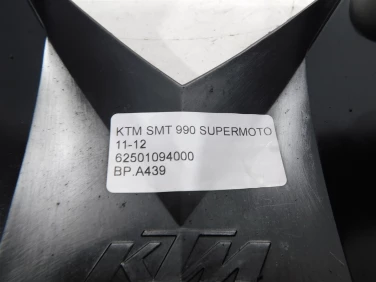 KTM SMT 990 SUPERMOTO
11-12
62501094000
BP.A439
KTM